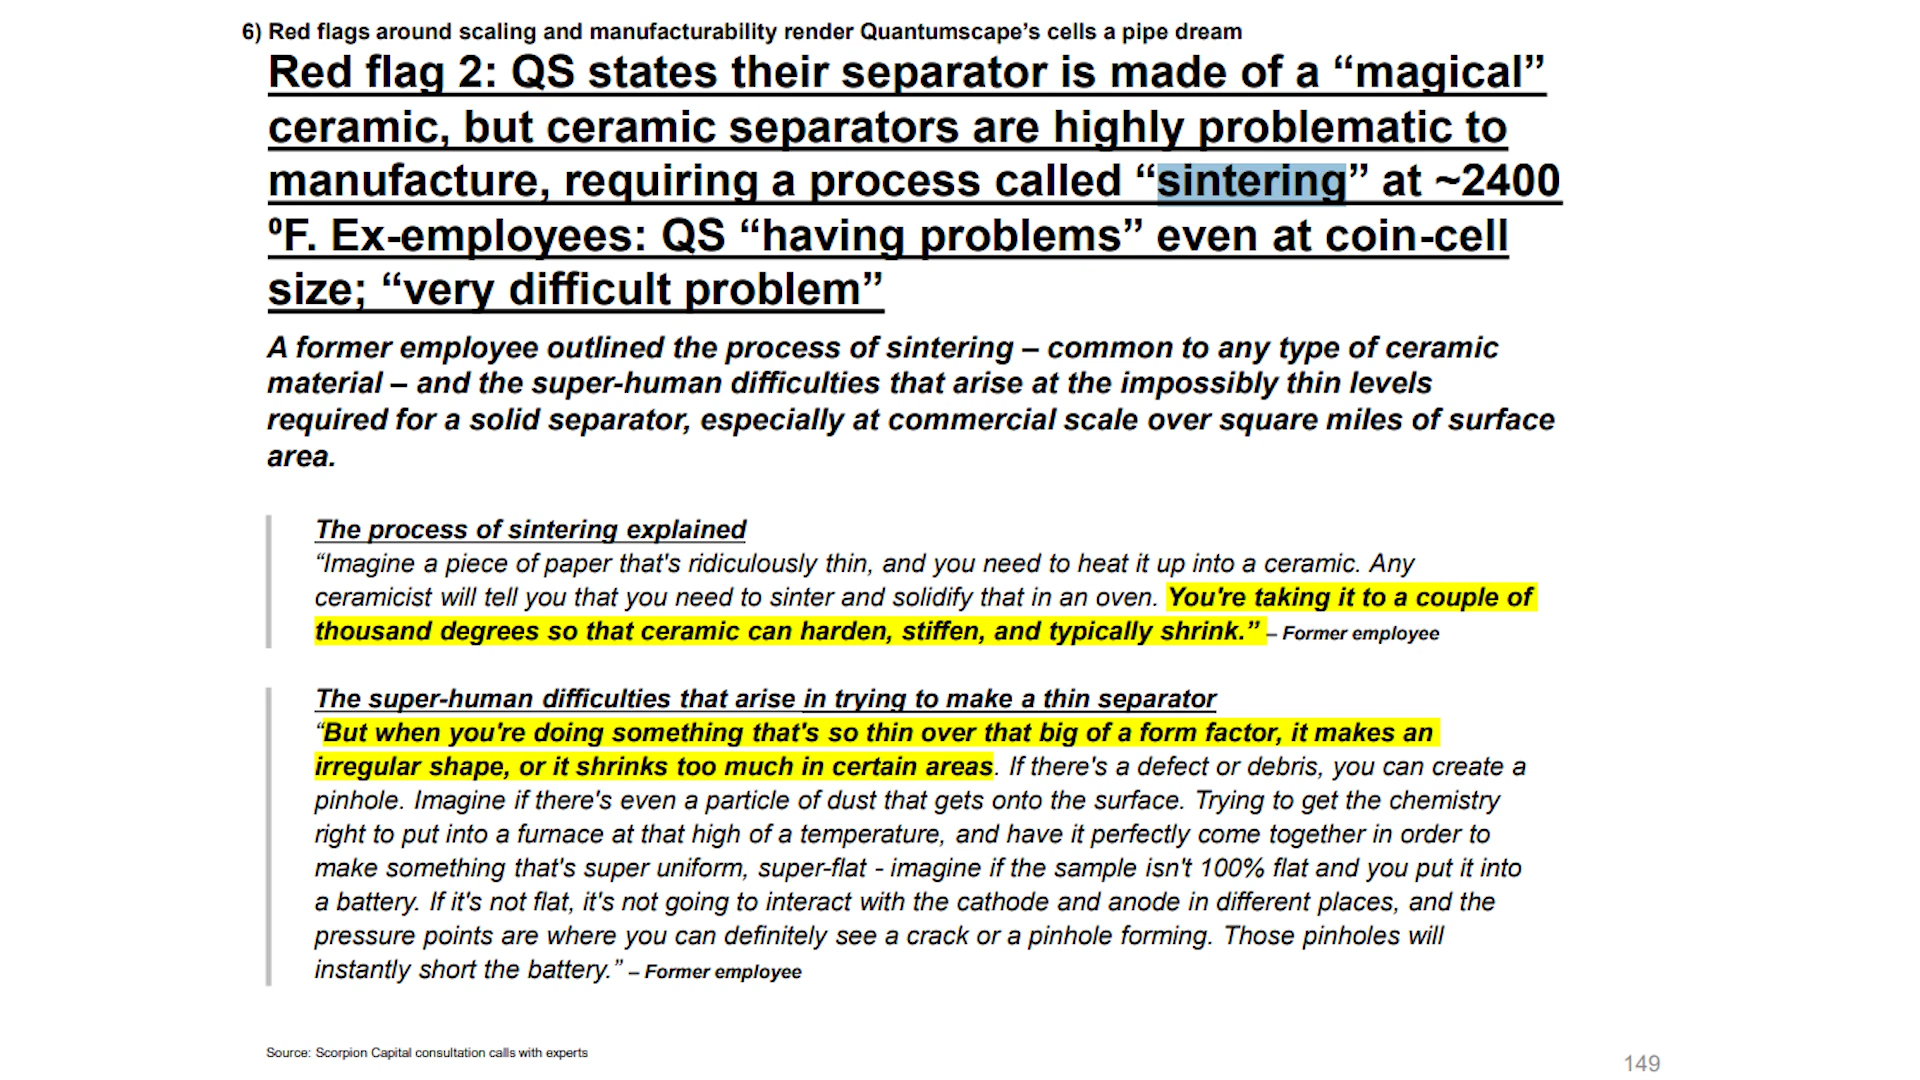 6) Red flags around scaling and manufacturability render Quantumscape’s cells a pipe dream
Red flag 2: QS states their separator is made of a “magical”
ceramic, but ceramic separators are highly problematic to
manufacture, requiring a process called “sintering” at ~2400
⁰F. Ex-employees: QS “having problems” even at coin-cell
size; “very difficult problem”
A former employee outlined the process of sintering – common to any type of ceramic
material – and the super-human difficulties that arise at the impossibly thin levels
required for a solid separator, especially at commercial scale over square miles of surface
area.
The process of sintering explained
“Imagine a piece of paper that's ridiculously thin, and you need to heat it up into a ceramic. Any
ceramicist will tell you that you need to sinter and solidify that in an oven. You're taking it to a couple of
thousand degrees so that ceramic can harden, stiffen, and typically shrink.” – Former employee
The super-human difficulties that arise in trying to make a thin separator
“But when you're doing something that's so thin over that big of a form factor, it makes an
irregular shape, or it shrinks too much in certain areas. If there's a defect or debris, you can create a
pinhole. Imagine if there's even a particle of dust that gets onto the surface. Trying to get the chemistry
right to put into a furnace at that high of a temperature, and have it perfectly come together in order to
make something that's super uniform, super-flat - imagine if the sample isn't 100% flat and you put it into
a battery. If it's not flat, it's not going to interact with the cathode and anode in different places, and the
pressure points are where you can definitely see a crack or a pinhole forming. Those pinholes will
instantly short the battery.” – Former employee
Source: Scorpion Capital consultation calls with experts
149